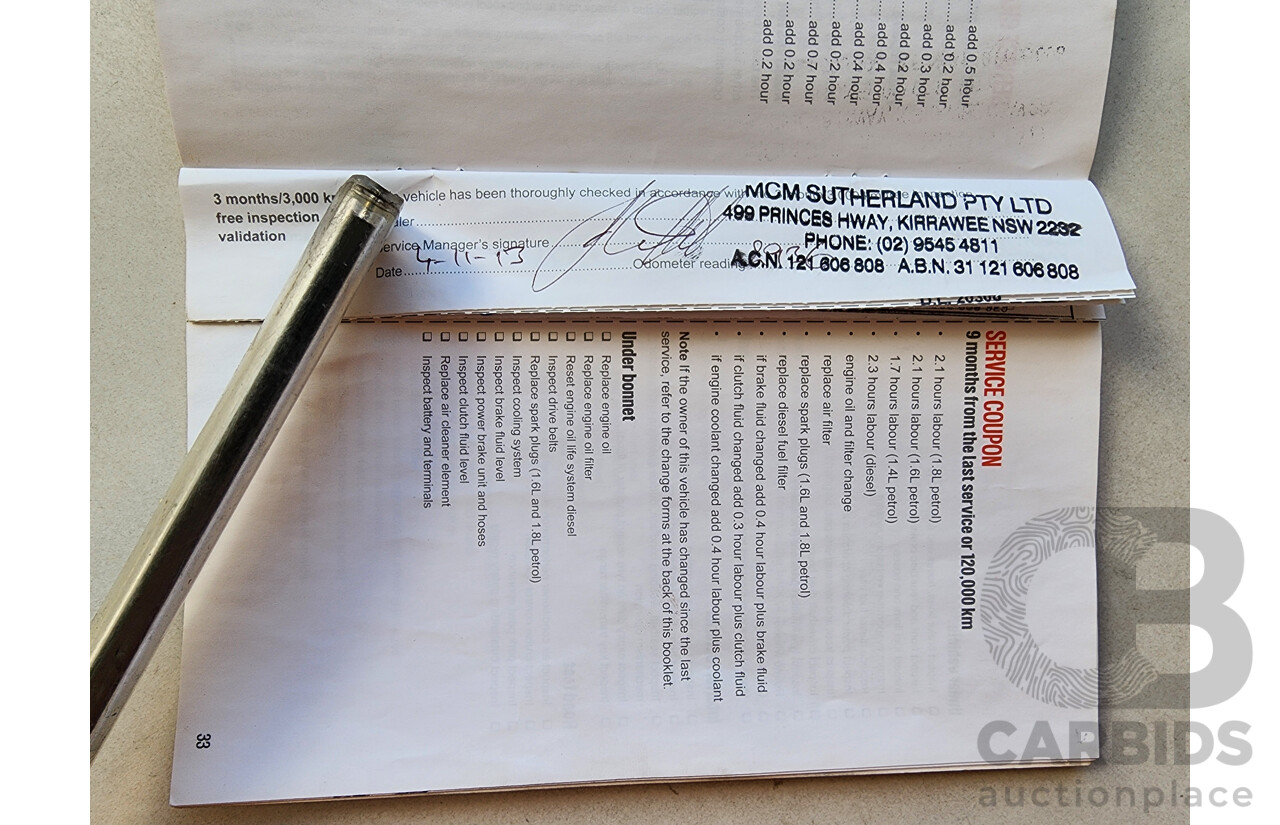 add 0.5 hour
add 0.2 hour
add 0.3 hour
add 0.2 hour
add 0.4 hour
add 0.4 hour
add 0.2 hour
add 0.7 hour
add 0.2 hour
add 0.2 hour
3 months/3,000
free inspection
validation
vehicle has been thoroughly checked in accordance with
MCM SUTHERLAND PTY LTD
499 PRINCES HWAY, KIRRAWEE NSW 2232
PHONE: (02) 9545 4811
A.C.N. 121 606 808 A.B.N. 31 121 606 808
Service Manager's signature
Date 4-11-13 Odometer reading
SERVICE COUPON
9 months from the last service or 120,000 km
• 2.1 hours labour (1.8L petrol)
• 2.1 hours labour (1.6L petrol)
• 1.7 hours labour (1.4L petrol)
• 2.3 hours labour (diesel)
• engine oil and filter change
• replace air filter
• replace spark plugs (1.6L and 1.8L petrol)
• replace diesel fuel filter
• if brake fluid changed add 0.4 hour labour plus brake fluid
• if clutch fluid changed add 0.3 hour labour plus clutch fluid
• if engine coolant changed add 0.4 hour labour plus coolant
Note If the owner of this vehicle has changed since the last
service, refer to the change forms at the back of this booklet.
Under bonnet
❑ Replace engine oil
❑ Replace engine oil filter
❑ Reset engine oil life system diesel
❑ Inspect drive belts
❑ Replace spark plugs (1.6L and 1.8L petrol)
❑ Inspect cooling system
❑ Inspect brake fluid level
❑ Inspect power brake unit and hoses
❑ Inspect clutch fluid level
❑ Replace air cleaner element
❑ Inspect battery and terminals
33
CARBIDS
auctionplace